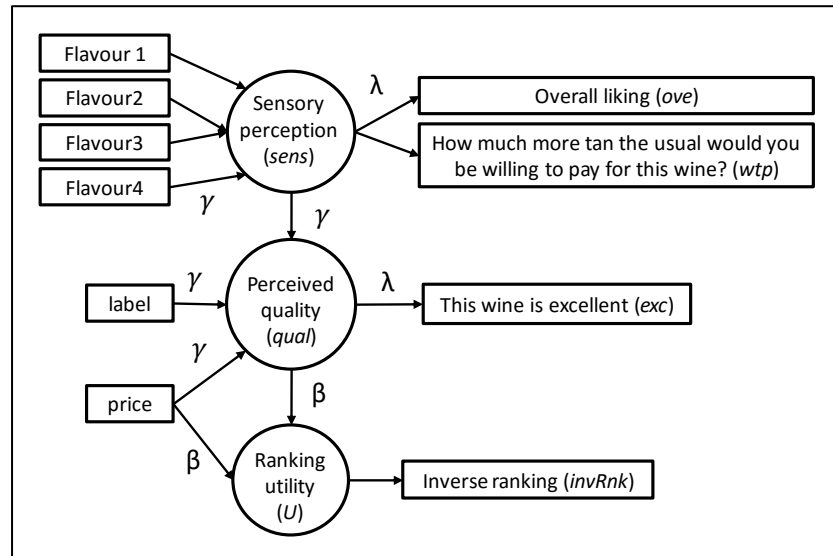 Flavour 1
Flavour2
Flavour3
Flavour4
γ
Sensory
perception
(sens)
λ
Overall liking (ove)
How much more tan the usual would you
be willing to pay for this wine? (wtp)
γ
label
γ
Perceived
quality
(qual)
λ
This wine is excellent (exc)
price
γ
β
β
Ranking
utility
(U)
Inverse ranking (invRnk)